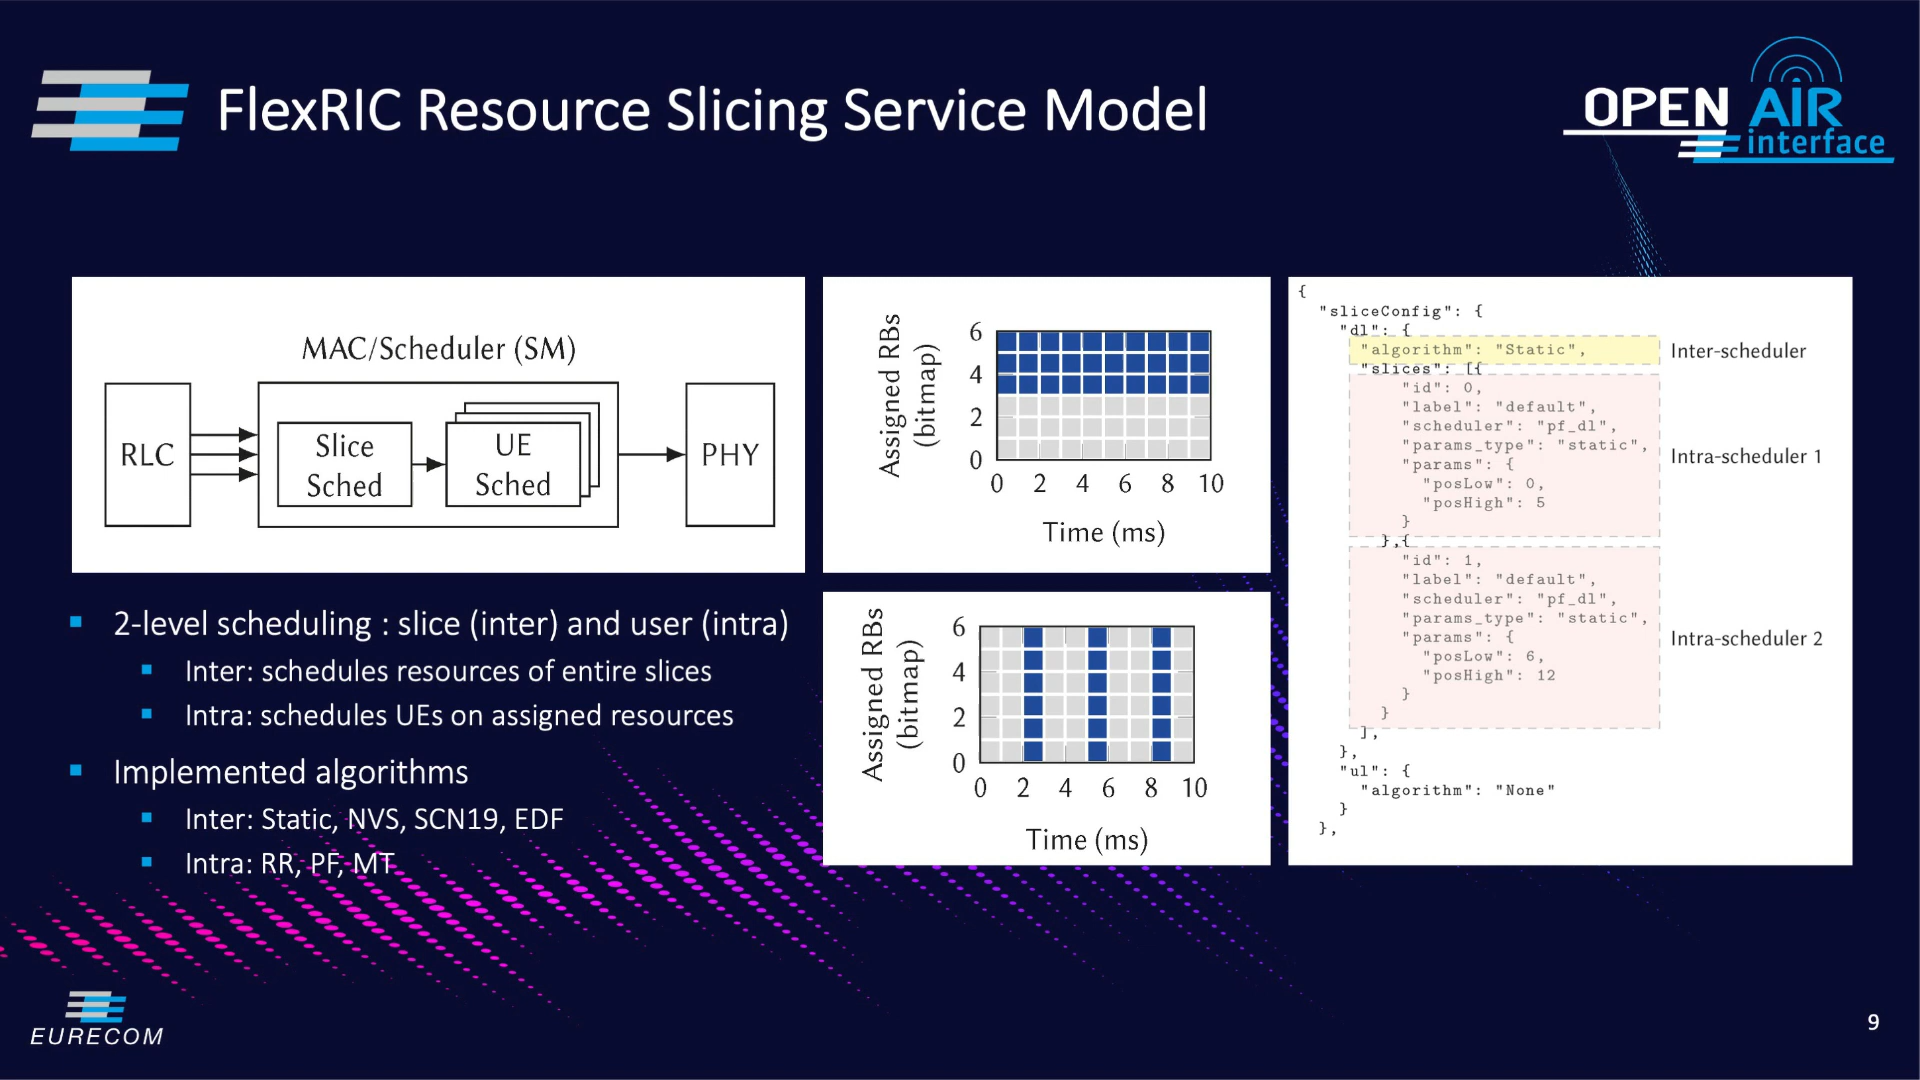 FlexRIC Resource Slicing Service Model
OPEN AIR
interface
MAC/Scheduler (SM)
RLC
Slice
Sched
UE
Sched
PHY
2-level scheduling : slice (inter) and user (intra)
Inter: schedules resources of entire slices
Intra: schedules UEs on assigned resources
Implemented algorithms
Inter: Static, NVS, SCN19, EDF
Intra: RR, PF, MT
Assigned RBs
(bitmap)
6
4
2
0
0 2 4 6 8 10
Time (ms)
Assigned RBs
(bitmap)
6
4
2
0
0 2 4 6 8 10
Time (ms)
{
"sliceConfig": {
"dl": {
"algorithm": "Static",
Inter-scheduler
"slices": [{
"id": 0,
"label": "default",
"scheduler": "pf_dl",
"params_type": "static",
Intra-scheduler 1
"params": {
"posLow": 0,
"posHigh": 5
}
},{
"id": 1,
"label": "default",
"scheduler": "pf_dl",
"params_type": "static",
Intra-scheduler 2
"params": {
"posLow": 6,
"posHigh": 12
}
}
],
},
"ul": {
"algorithm": "None"
}
},
EURECOM
9